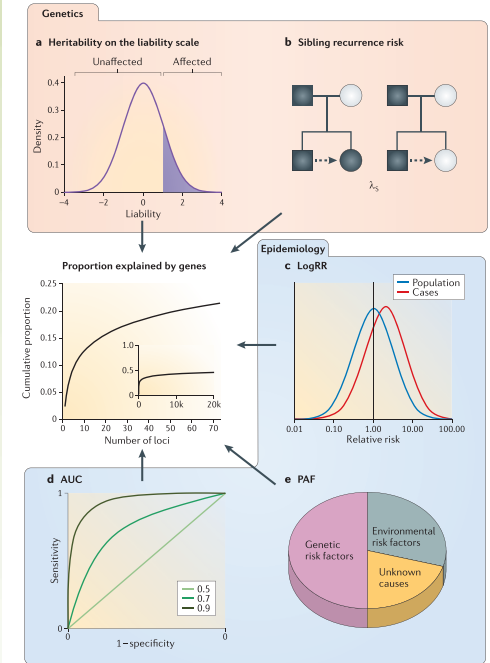 Genetics
a Heritability on the liability scale
Unaffected Affected
Density
0.4
0.3
0.2
0.1
0
–4 –2 0 2 4
Liability
b Sibling recurrence risk
λS
Proportion explained by genes
Cumulative proportion
0.25
0.20
0.15
0.10
0.05
0
0 10 20 30 40 50 60 70
Number of loci
1.0
0.5
0
0 10k 20k
Epidemiology
c LogRR
Population
Cases
0.01 0.10 1.00 10.00 100.00
Relative risk
d AUC
Sensitivity
1
0
0 0
1–specificity
0.5
0.7
0.9
e PAF
Genetic
risk factors
Environmental
risk factors
Unknown
causes